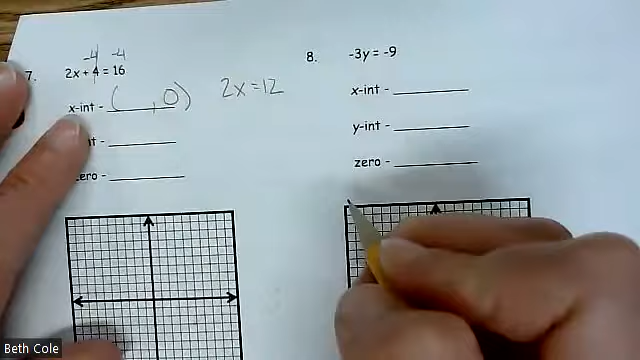 -4 -4
7. 2x + 4 = 16
x-int - ( , 0) 2x = 12
nt -
zero -
8. -3y = -9
x-int -
y-int -
zero -
Beth Cole